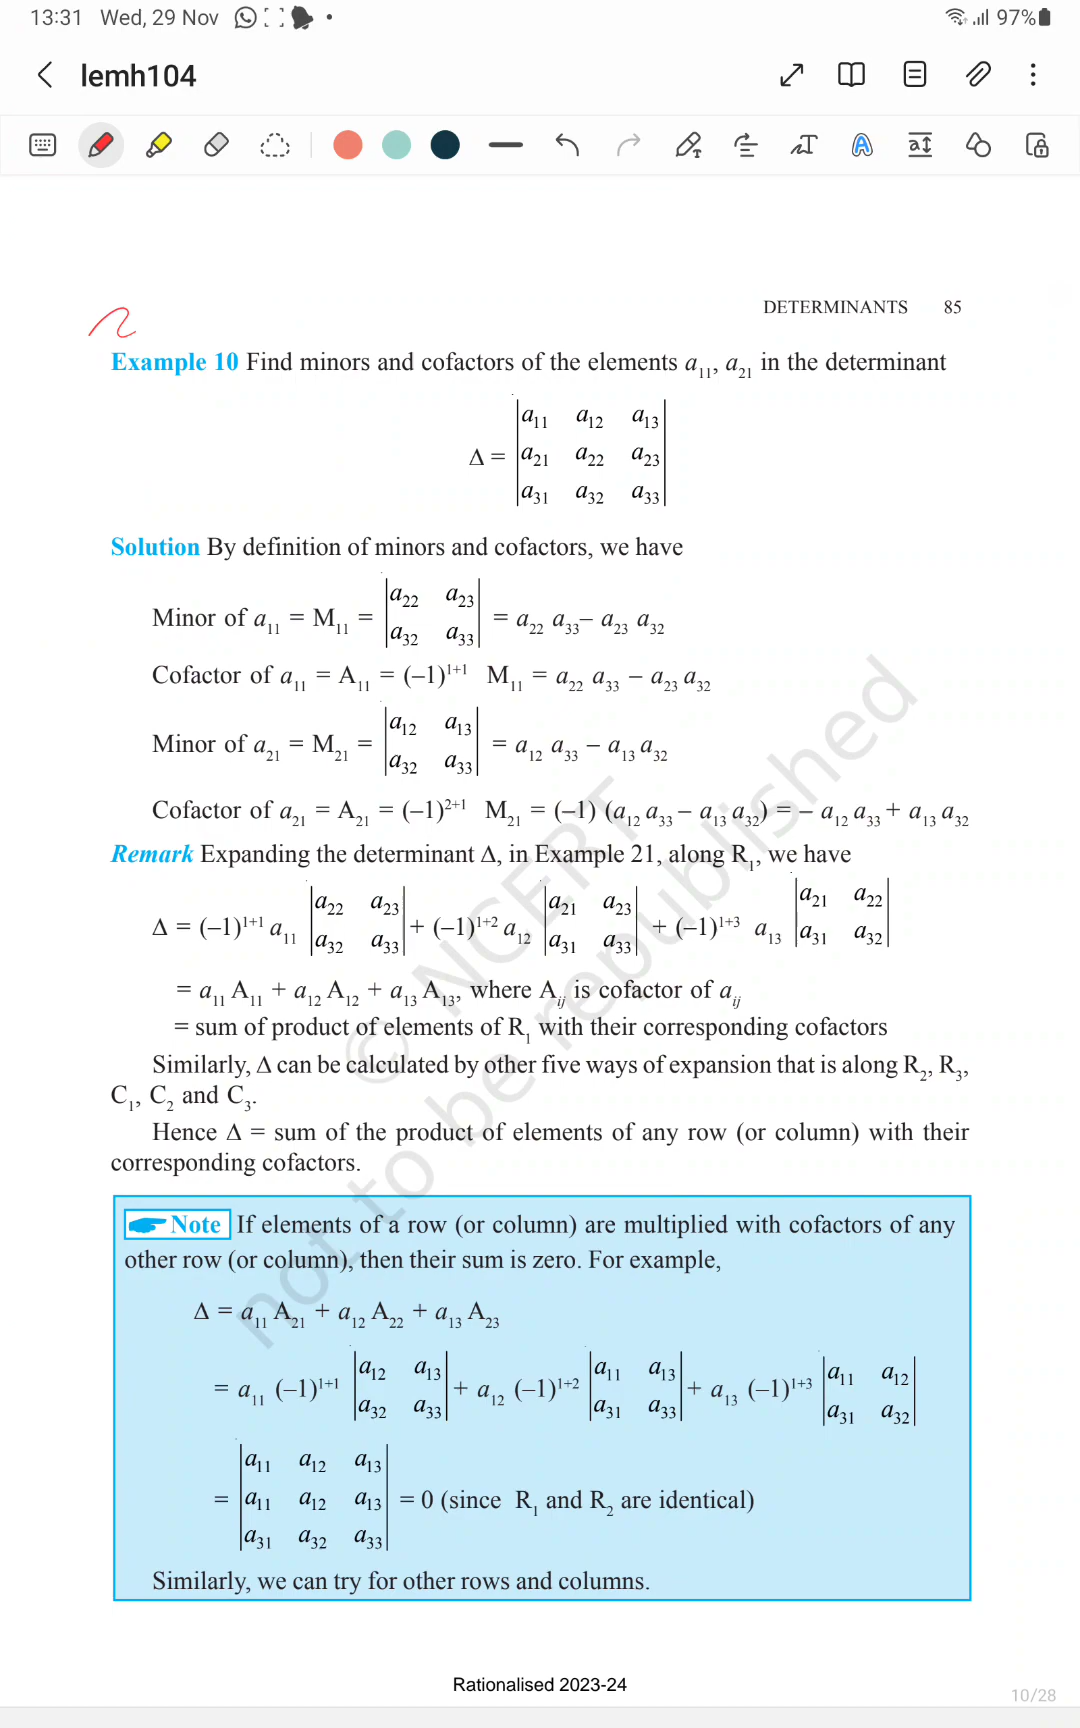 13:31 Wed, 29 Nov
97%
lemh104
DETERMINANTS 85
Example 10 Find minors and cofactors of the elements a₁₁, a₂₁ in the determinant
a₁₁ a₁₂ a₁₃
Δ = a₂₁ a₂₂ a₂₃
a₃₁ a₃₂ a₃₃
Solution By definition of minors and cofactors, we have
Minor of a₁₁ = M₁₁ = |a₂₂ a₂₃; a₃₂ a₃₃| = a₂₂ a₃₃– a₂₃ a₃₂
Cofactor of a₁₁ = A₁₁ = (–1)¹⁺¹ M₁₁ = a₂₂ a₃₃ – a₂₃ a₃₂
Minor of a₂₁ = M₂₁ = |a₁₂ a₁₃; a₃₂ a₃₃| = a₁₂ a₃₃ – a₁₃ a₃₂
Cofactor of a₂₁ = A₂₁ = (–1)²⁺¹ M₂₁ = (–1) (a₁₂ a₃₃ – a₁₃ a₃₂) = – a₁₂ a₃₃ + a₁₃ a₃₂
Remark Expanding the determinant Δ, in Example 21, along R₁, we have
Δ = (–1)¹⁺¹ a₁₁ |a₂₂ a₂₃; a₃₂ a₃₃| + (–1)¹⁺² a₁₂ |a₂₁ a₂₃; a₃₁ a₃₃| + (–1)¹⁺³ a₁₃ |a₂₁ a₂₂; a₃₁ a₃₂|
= a₁₁ A₁₁ + a₁₂ A₁₂ + a₁₃ A₁₃, where Aᵢⱼ is cofactor of aᵢⱼ
= sum of product of elements of R₁ with their corresponding cofactors
Similarly, Δ can be calculated by other five ways of expansion that is along R₂, R₃,
C₁, C₂ and C₃.
Hence Δ = sum of the product of elements of any row (or column) with their
corresponding cofactors.
Note If elements of a row (or column) are multiplied with cofactors of any
other row (or column), then their sum is zero. For example,
Δ = a₁₁ A₂₁ + a₁₂ A₂₂ + a₁₃ A₂₃
= a₁₁ (–1)¹⁺¹ |a₁₂ a₁₃; a₃₂ a₃₃| + a₁₂ (–1)¹⁺² |a₁₁ a₁₃; a₃₁ a₃₃| + a₁₃ (–1)¹⁺³ |a₁₁ a₁₂; a₃₁ a₃₂|
a₁₁ a₁₂ a₁₃
= a₁₁ a₁₂ a₁₃ = 0 (since R₁ and R₂ are identical)
a₃₁ a₃₂ a₃₃
Similarly, we can try for other rows and columns.
© NCERT
not to be republished
Rationalised 2023-24
10/28